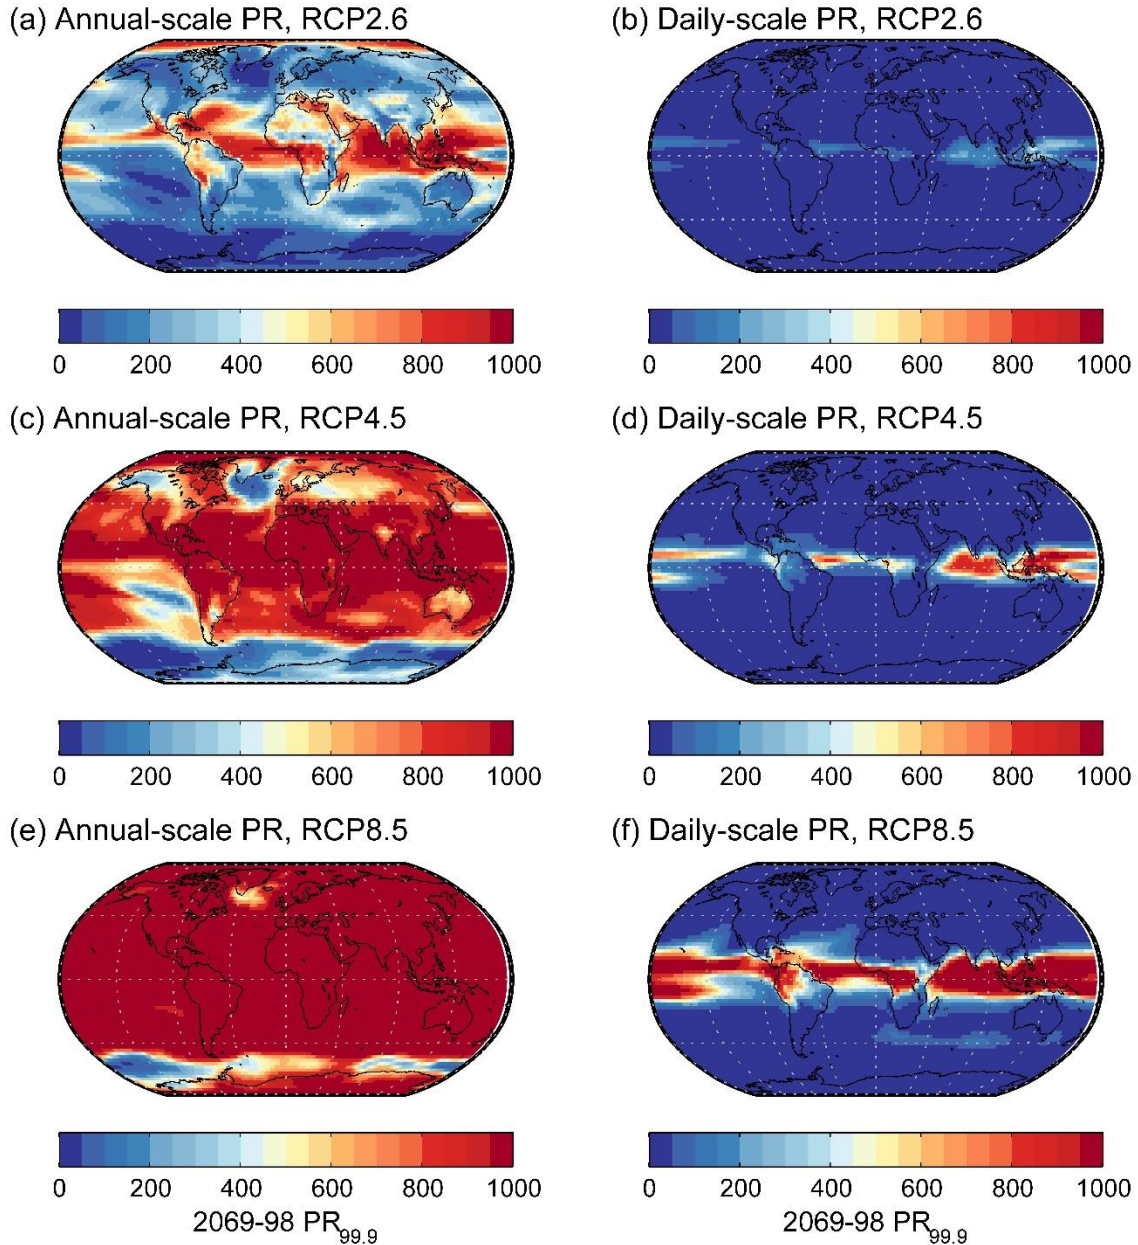 (a) Annual-scale PR, RCP2.6
(b) Daily-scale PR, RCP2.6
0 200 400 600 800 1000
0 200 400 600 800 1000
(c) Annual-scale PR, RCP4.5
(d) Daily-scale PR, RCP4.5
0 200 400 600 800 1000
0 200 400 600 800 1000
(e) Annual-scale PR, RCP8.5
(f) Daily-scale PR, RCP8.5
0 200 400 600 800 1000
0 200 400 600 800 1000
2069-98 PR99.9
2069-98 PR99.9